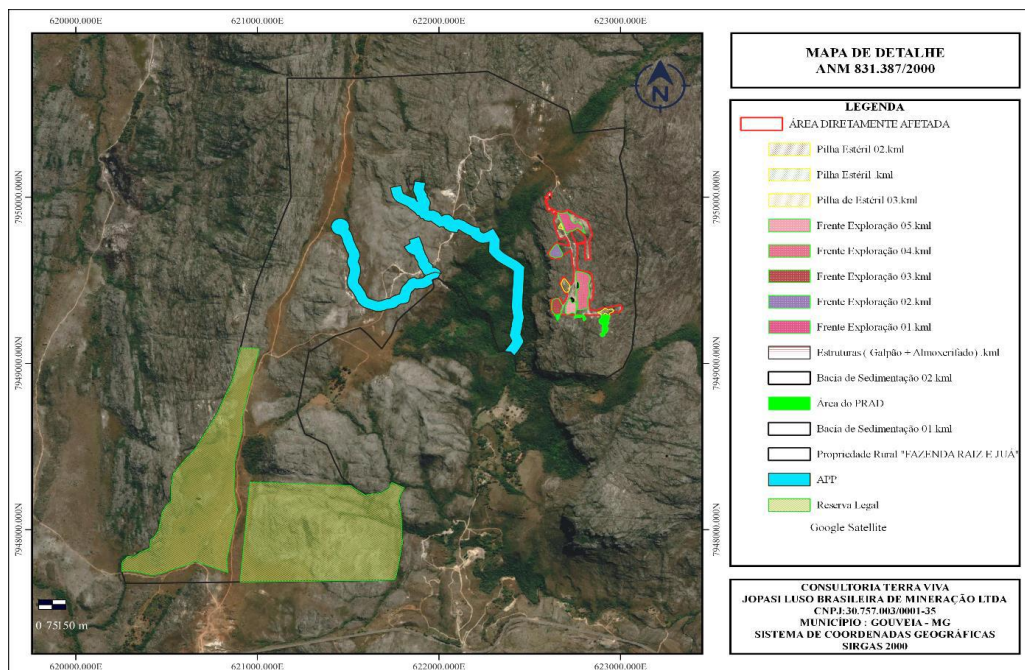 620000.000E
621000.000E
622000.000E
623000.000E
7950000.000N
7949000.000N
7948000.000N
7950000.000N
7949000.000N
7948000.000N
N
0 75150 m
620000.000E
621000.000E
622000.000E
623000.000E
MAPA DE DETALHE
ANM 831.387/2000
LEGENDA
ÁREA DIRETAMENTE AFETADA
Pilha Estéril 02.kml
Pilha Estéril .kml
Pilha de Estéril 03.kml
Frente Exploração 05.kml
Frente Exploração 04.kml
Frente Exploração 03.kml
Frente Exploração 02.kml
Frente Exploração 01.kml
Estruturas ( Galpão + Almoxerifado) .kml
Bacia de Sedimentação 02.kml
Área do PRAD
Bacia de Sedimentação 01.kml
Propriedade Rural "FAZENDA RAIZ E JUÁ"
APP
Reserva Legal
Google Satellite
CONSULTORIA TERRA VIVA
JOPASI LUSO BRASILEIRA DE MINERAÇÃO LTDA
CNPJ:30.757.003/0001-35
MUNICÍPIO : GOUVEIA - MG
SISTEMA DE COORDENADAS GEOGRÁFICAS
SIRGAS 2000